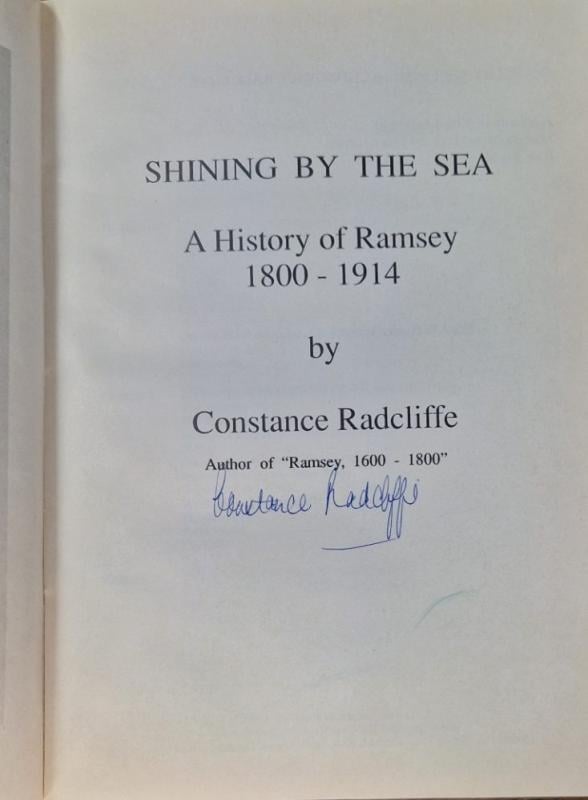 SHINING BY THE SEA
A History of Ramsey
1800 - 1914
by
Constance Radcliffe
Author of “Ramsey, 1600 - 1800”
Constance Radcliffe